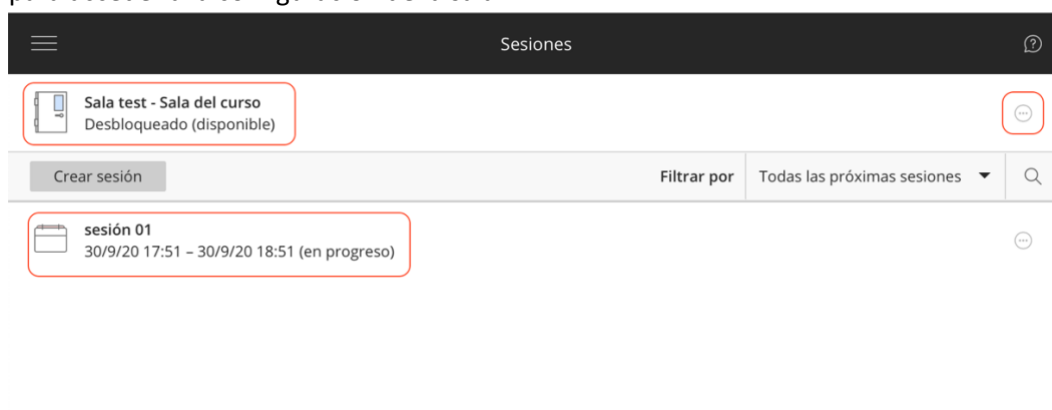 Sesiones
Sala test - Sala del curso
Desbloqueado (disponible)
Crear sesión
Filtrar por
Todas las próximas sesiones
sesión 01
30/9/20 17:51 – 30/9/20 18:51 (en progreso)